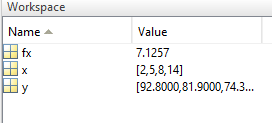 Workspace
Name Value
fx 7.1257
x [2,5,8,14]
y [92.8000,81.9000,74.3...